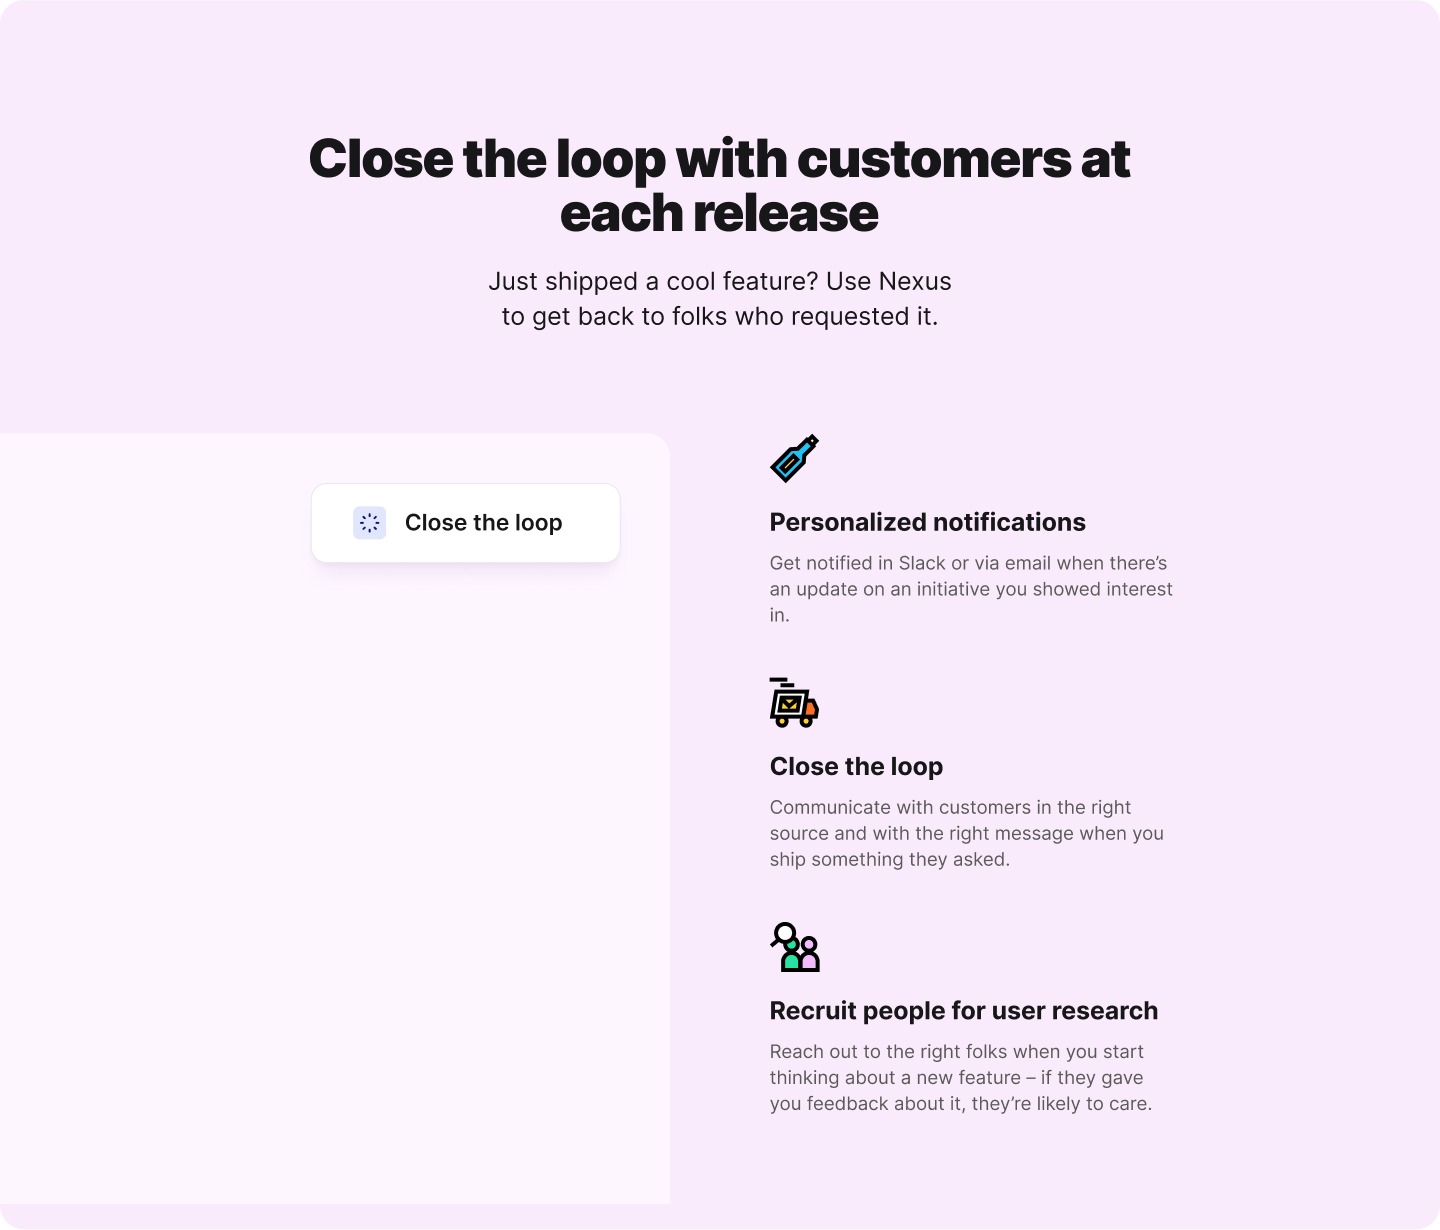 Close the loop with customers at
each release
Just shipped a cool feature? Use Nexus
to get back to folks who requested it.
Close the loop
Personalized notifications
Get notified in Slack or via email when there’s
an update on an initiative you showed interest
in.
Close the loop
Communicate with customers in the right
source and with the right message when you
ship something they asked.
Recruit people for user research
Reach out to the right folks when you start
thinking about a new feature – if they gave
you feedback about it, they’re likely to care.